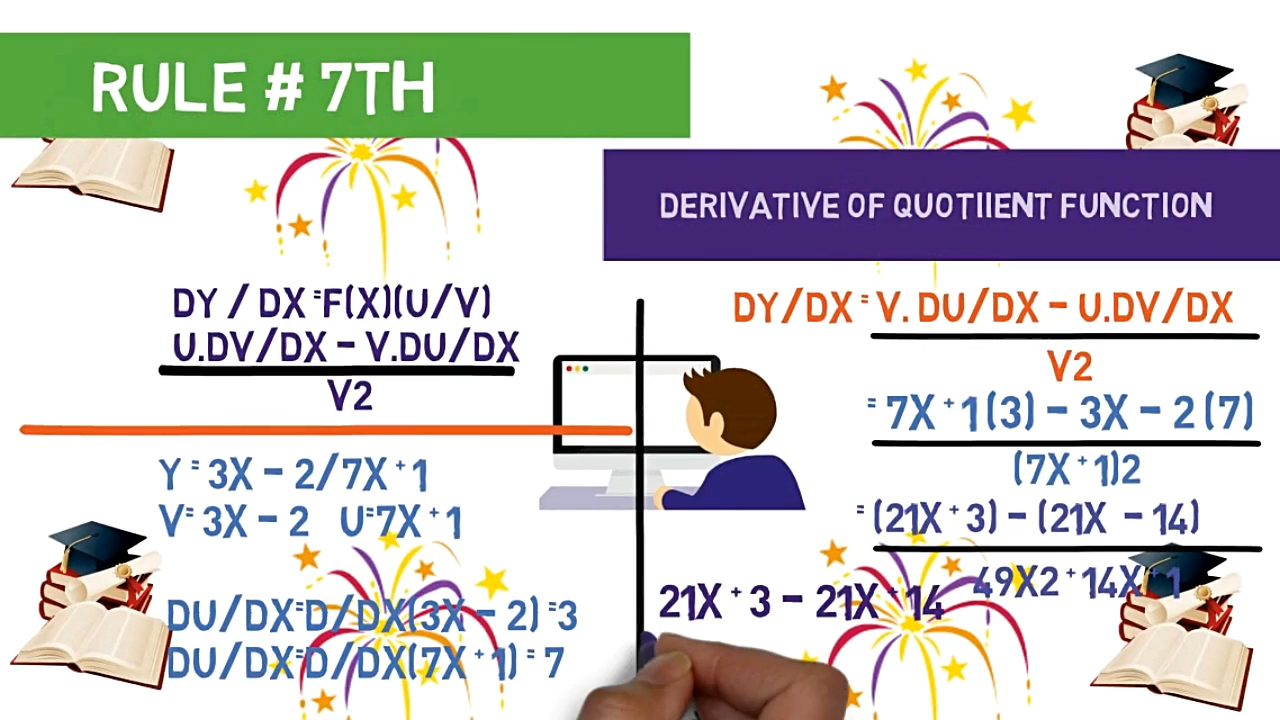 RULE # 7TH
DERIVATIVE OF QUOTIIENT FUNCTION
DY / DX =F(X)(U/V)
U.DV/DX - V.DU/DX
V2
Y = 3X - 2/7X + 1
V= 3X - 2 U=7X + 1
DU/DX=D/DX(3X - 2) =3
DU/DX=D/DX(7X + 1) = 7
DY/DX = V. DU/DX - U.DV/DX
V2
= 7X + 1(3) - 3X - 2 (7)
(7X + 1)2
= (21X + 3) - (21X - 14)
49X2 + 14X + 1
21X + 3 - 21X + 14